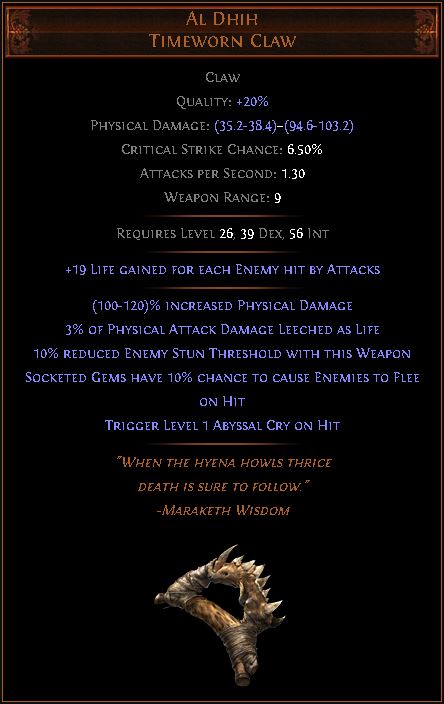 Al Dhih
Timeworn Claw
Claw
Quality: +20%
Physical Damage: (35.2-38.4)–(94.6-103.2)
Critical Strike Chance: 6.50%
Attacks per Second: 1.30
Weapon Range: 9
Requires Level 26, 39 Dex, 56 Int
+19 Life gained for each Enemy hit by Attacks
(100-120)% increased Physical Damage
3% of Physical Attack Damage Leeched as Life
10% reduced Enemy Stun Threshold with this Weapon
Socketed Gems have 10% chance to cause Enemies to Flee
on Hit
Trigger Level 1 Abyssal Cry on Hit
"When the hyena howls thrice
death is sure to follow."
-Maraketh Wisdom